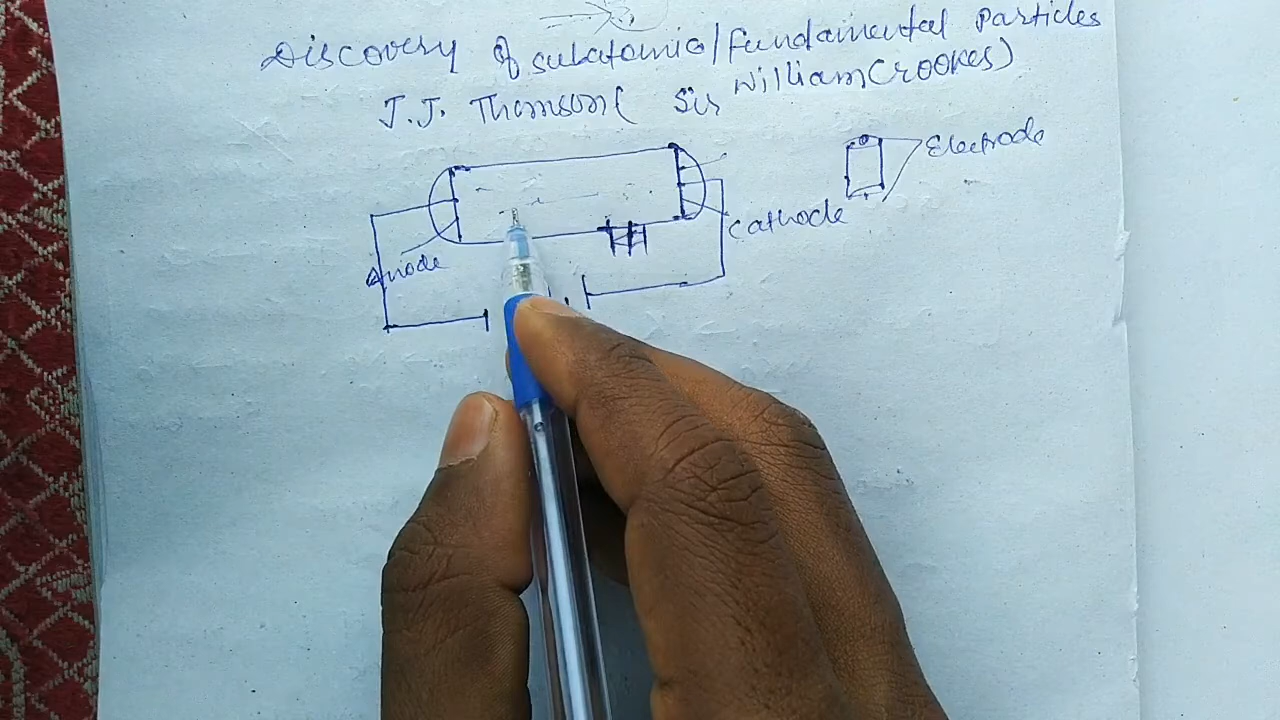 Discovery of subatomic/fundamental particles
J.J. Thomson( Sir William Crookes)
Electrode
Cathode
Anode